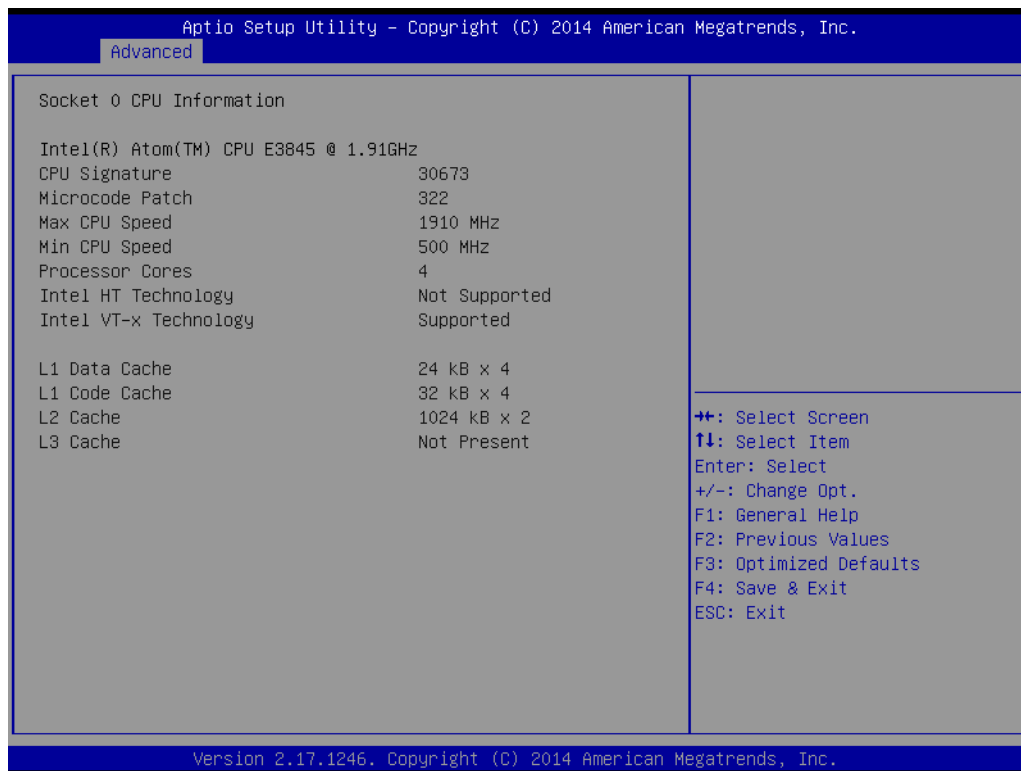 Aptio Setup Utility – Copyright (C) 2014 American Megatrends, Inc.
Advanced
Socket 0 CPU Information
Intel(R) Atom(TM) CPU E3845 @ 1.91GHz
CPU Signature 30673
Microcode Patch 322
Max CPU Speed 1910 MHz
Min CPU Speed 500 MHz
Processor Cores 4
Intel HT Technology Not Supported
Intel VT-x Technology Supported
L1 Data Cache 24 kB x 4
L1 Code Cache 32 kB x 4
L2 Cache 1024 kB x 2
L3 Cache Not Present
→←: Select Screen
↑↓: Select Item
Enter: Select
+/-: Change Opt.
F1: General Help
F2: Previous Values
F3: Optimized Defaults
F4: Save & Exit
ESC: Exit
Version 2.17.1246. Copyright (C) 2014 American Megatrends, Inc.